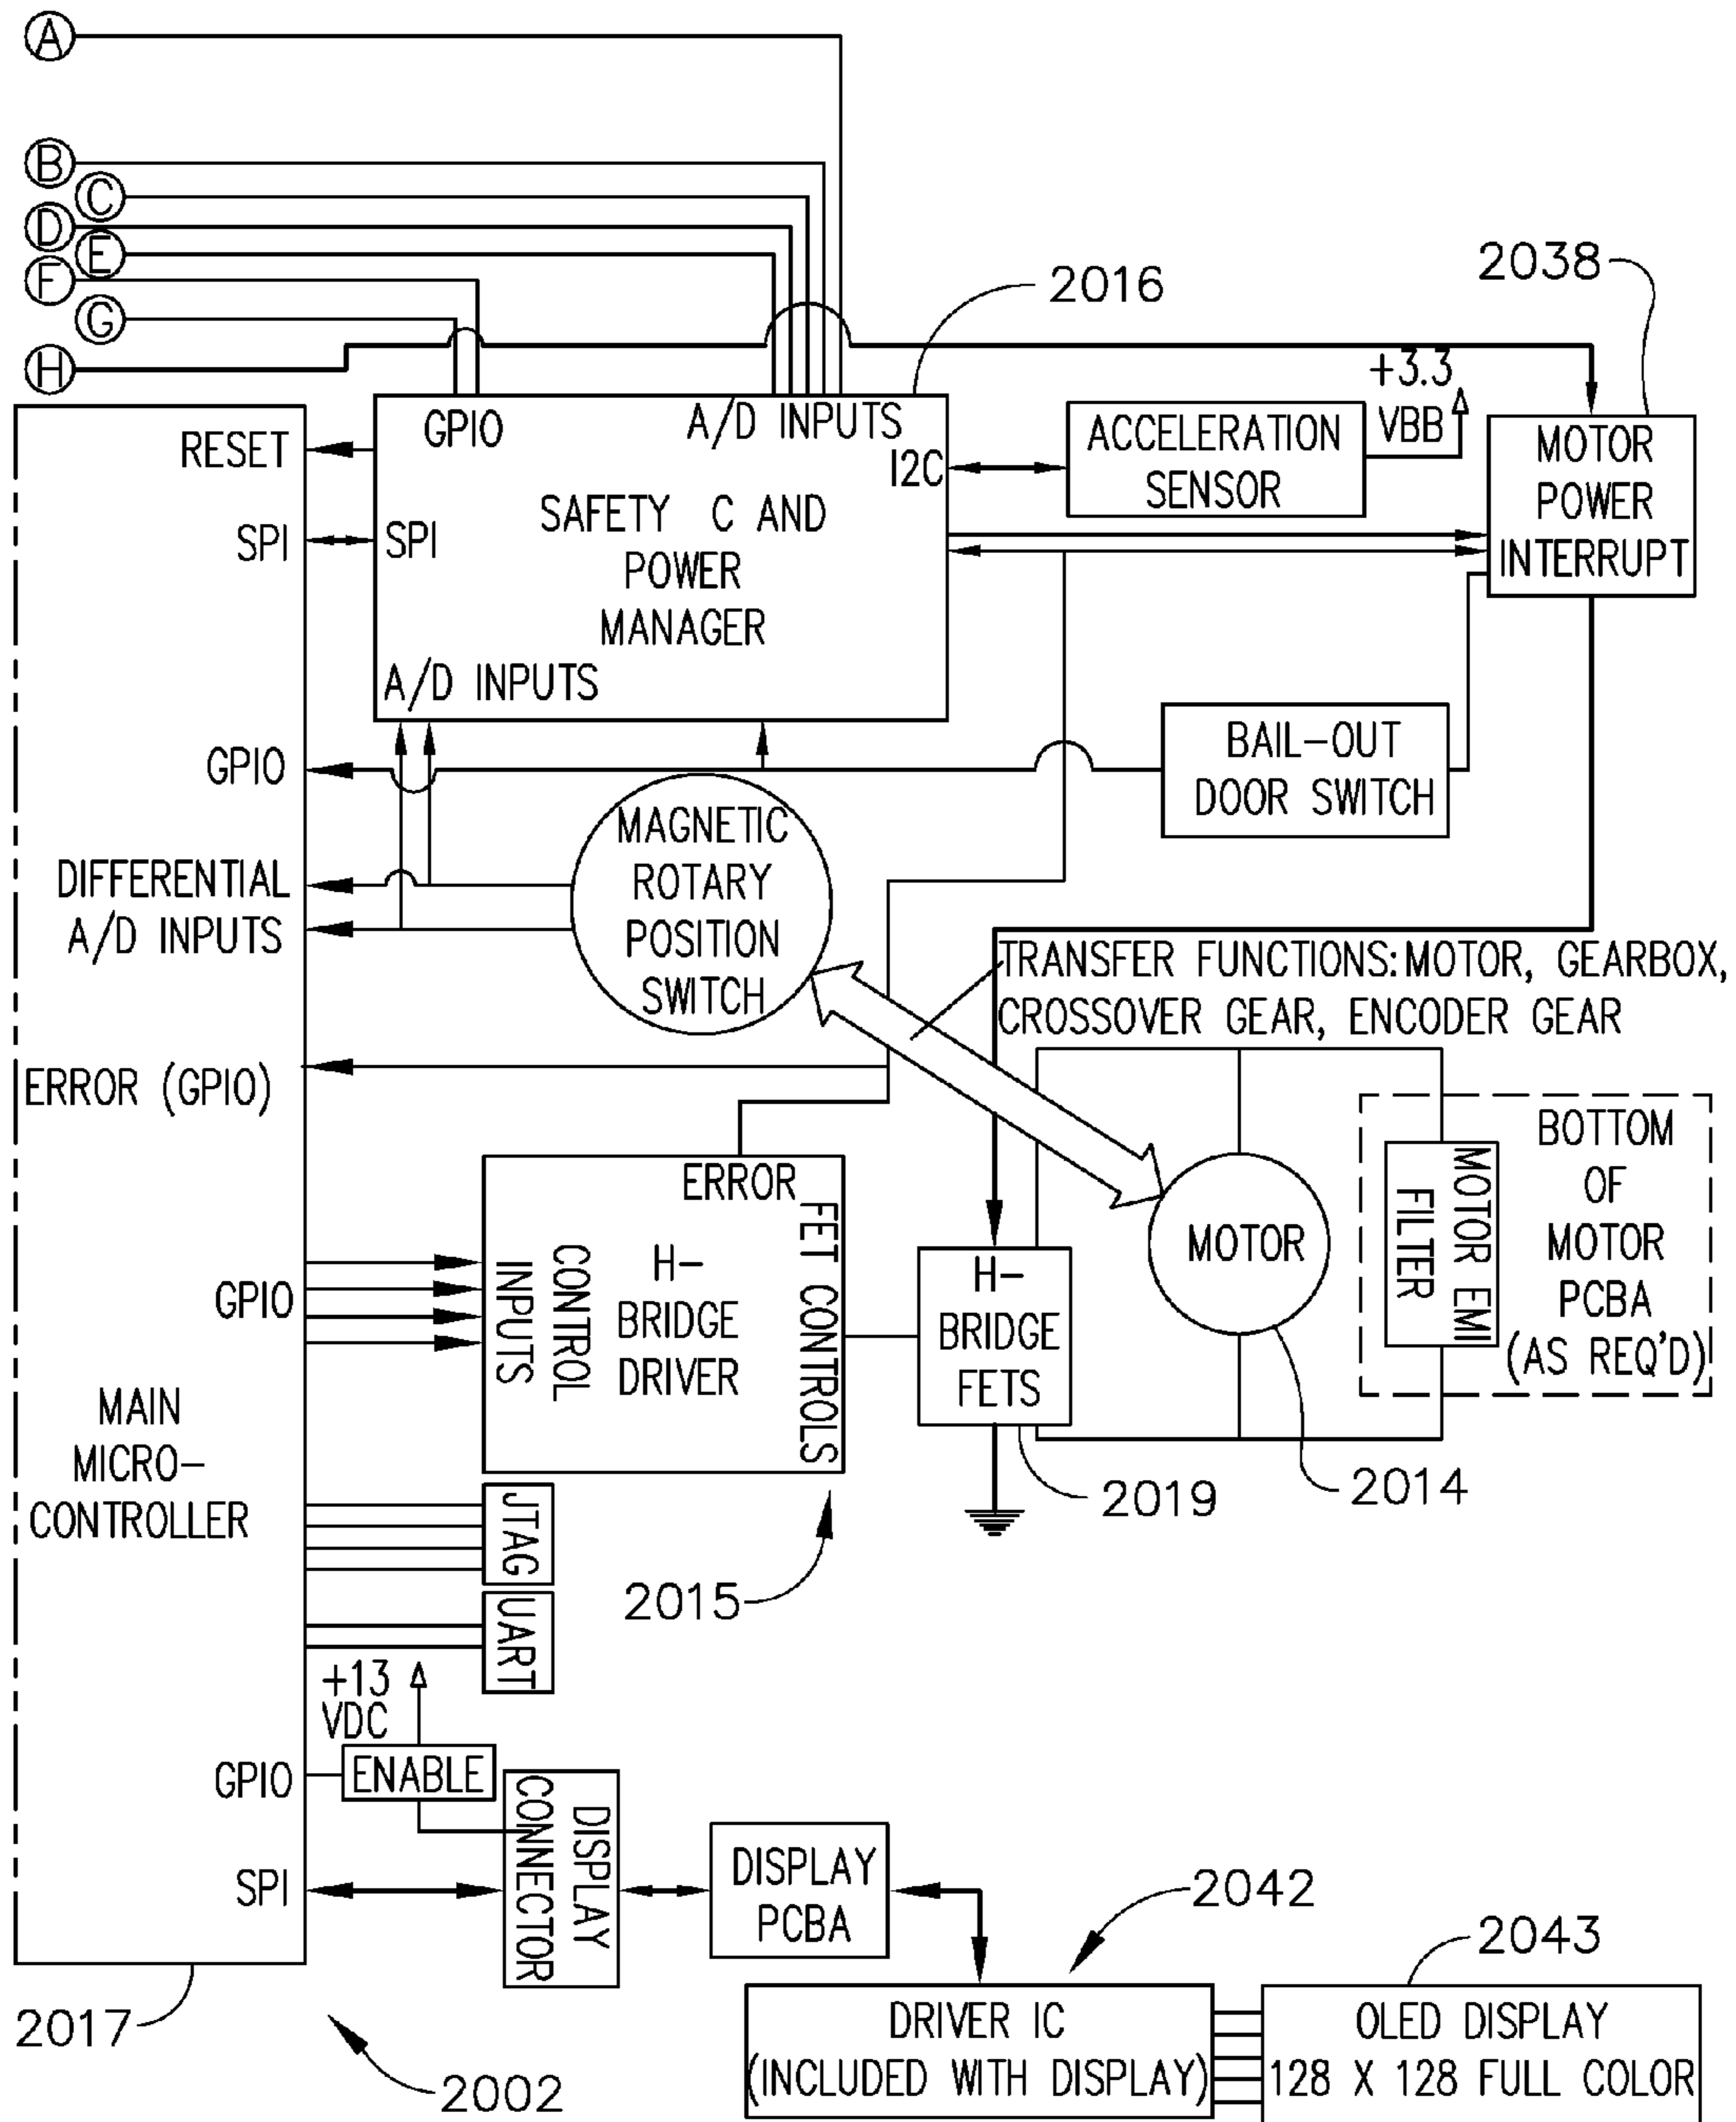 A
B
C
D
E
F
G
H
2016
2038
+3.3
VBB
RESET
SPI
GPIO
A/D INPUTS
I2C
SPI
SAFETY C AND
POWER
MANAGER
A/D INPUTS
ACCELERATION
SENSOR
MOTOR
POWER
INTERRUPT
GPIO
BAIL-OUT
DOOR SWITCH
DIFFERENTIAL
A/D INPUTS
MAGNETIC
ROTARY
POSITION
SWITCH
TRANSFER FUNCTIONS: MOTOR, GEARBOX,
CROSSOVER GEAR, ENCODER GEAR
ERROR (GPIO)
ERROR
CONTROL
INPUTS
H-
BRIDGE
DRIVER
FET CONTROLS
GPIO
H-
BRIDGE
FETS
MOTOR
MOTOR EMI
FILTER
BOTTOM
OF
MOTOR
PCBA
(AS REQ'D)
MAIN
MICRO-
CONTROLLER
2019
2014
JTAG
2015
UART
+13
VDC
GPIO
ENABLE
SPI
DISPLAY
CONNECTOR
DISPLAY
PCBA
2042
2043
2017
2002
DRIVER IC
(INCLUDED WITH DISPLAY)
OLED DISPLAY
128 X 128 FULL COLOR